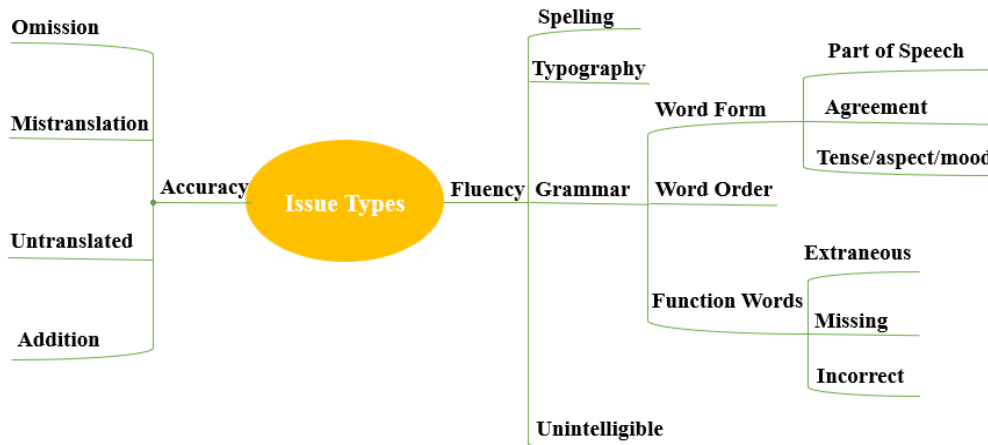 Omission
Mistranslation
Untranslated
Addition
Accuracy
Issue Types
Fluency
Spelling
Typography
Grammar
Unintelligible
Word Form
Word Order
Function Words
Part of Speech
Agreement
Tense/aspect/mood
Extraneous
Missing
Incorrect